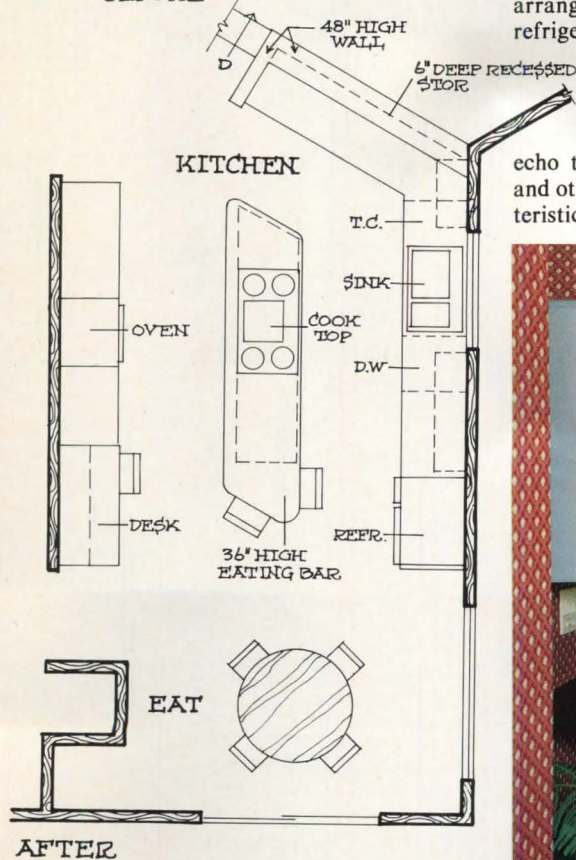 arrang
refrige
48" HIGH
WALL
D
6" DEEP RECESSED
STOR
echo t
and ot
teristic
KITCHEN
T.C.
SINK
OVEN
COOK
TOP
D.W
DESK
REFR.
36" HIGH
EATING BAR
EAT
AFTER